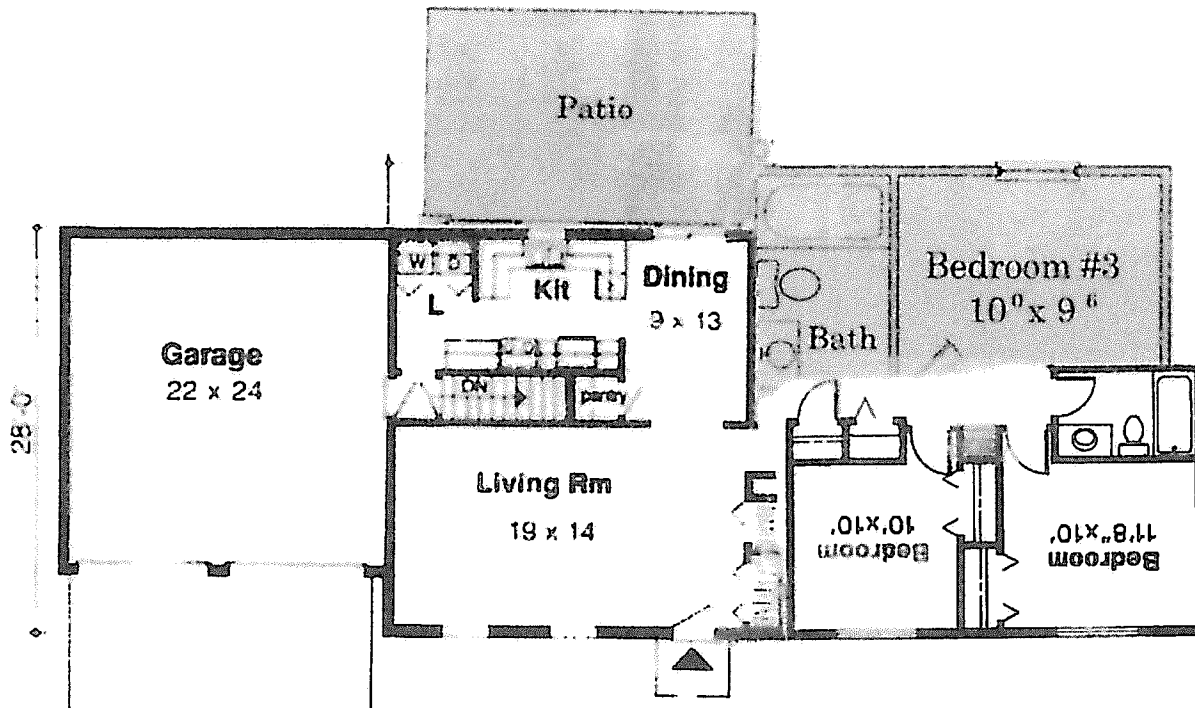 Patio
W D
L
Kit
Dining
9 x 13
Bedroom #3
10⁰ x 9⁶
Bath
Garage
22 x 24
28'-0"
DN
pantry
Living Rm
19 x 14
Bedroom
10'x10'
Bedroom
11'8"x10'